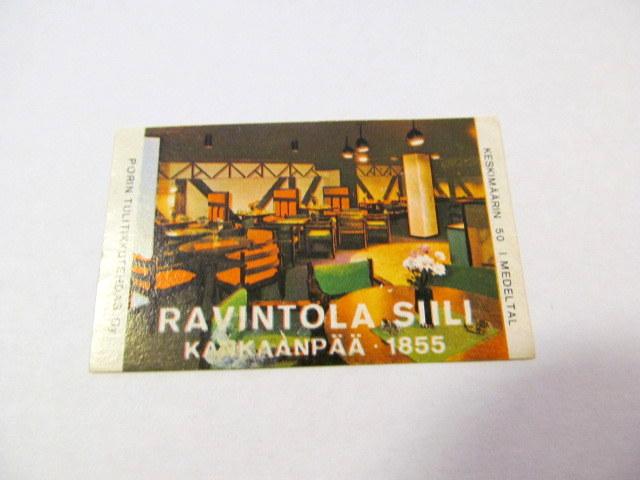 PORIN TULITIKKUTEHDAS Oy
RAVINTOLA SIILI
KANKAANPÄÄ · 1855
KESKIMÄÄRIN 50 I MEDELTAL